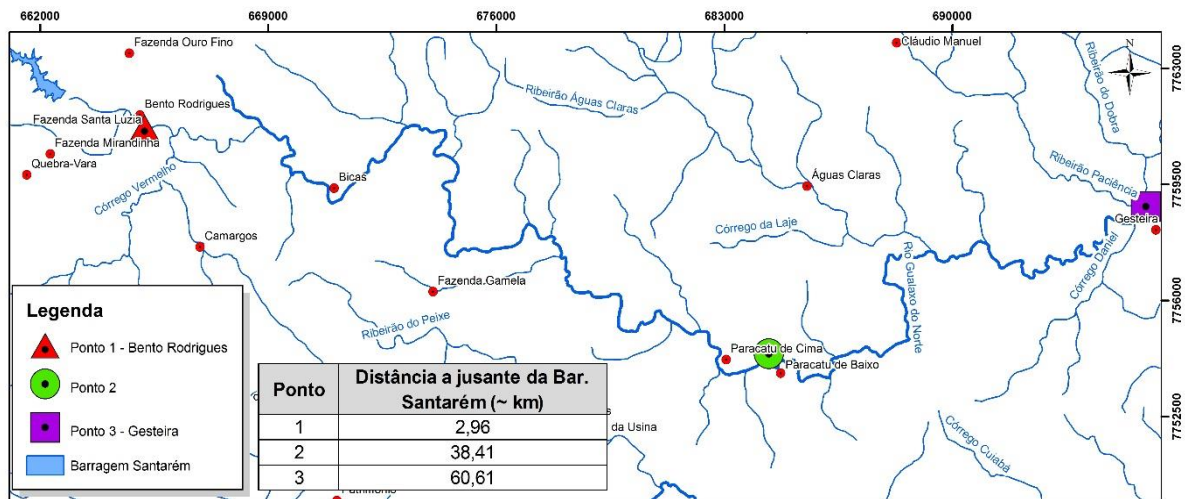 662000
669000
676000
683000
690000
Fazenda Ouro Fino
Cláudio Manuel
N
7763000
Ribeirão do Dobra
Bento Rodrigues
Ribeirão Águas Claras
Fazenda Santa Luzia
Fazenda Mirandinha
Quebra-Vara
Córrego Vermelho
Bicas
Águas Claras
Ribeirão Paciência
7759500
Gesteira
Camargos
Córrego da Laje
Rio Gualaxo do Norte
Córrego Daniel
Fazenda.Gamela
Ribeirão do Peixe
7756000
Paracatu de Cima
Paracatu de Baixo
7752500
Córrego Cuiabá
da Usina
Patrimônio
Legenda
Ponto 1 - Bento Rodrigues
Ponto 2
Ponto 3 - Gesteira
Barragem Santarém
Ponto
Distância a jusante da Bar.
Santarém (~ km)
1 2,96
2 38,41
3 60,61